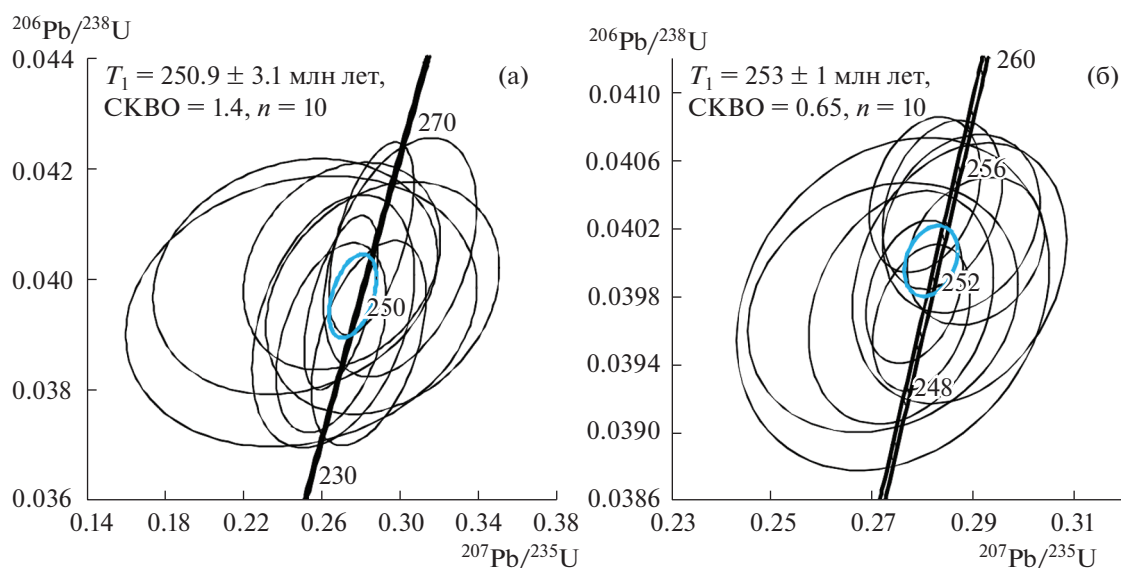 ²⁰⁶Pb/²³⁸U
0.044
T₁ = 250.9 ± 3.1 млн лет,
СКВО = 1.4, n = 10
(а)
270
0.042
0.040
250
0.038
230
0.036
0.14 0.18 0.22 0.26 0.30 0.34 0.38
²⁰⁷Pb/²³⁵U
²⁰⁶Pb/²³⁸U
T₁ = 253 ± 1 млн лет,
СКВО = 0.65, n = 10
260
(б)
0.0410
0.0406
256
0.0402
252
0.0398
0.0394
248
0.0390
0.0386
0.23 0.25 0.27 0.29 0.31
²⁰⁷Pb/²³⁵U